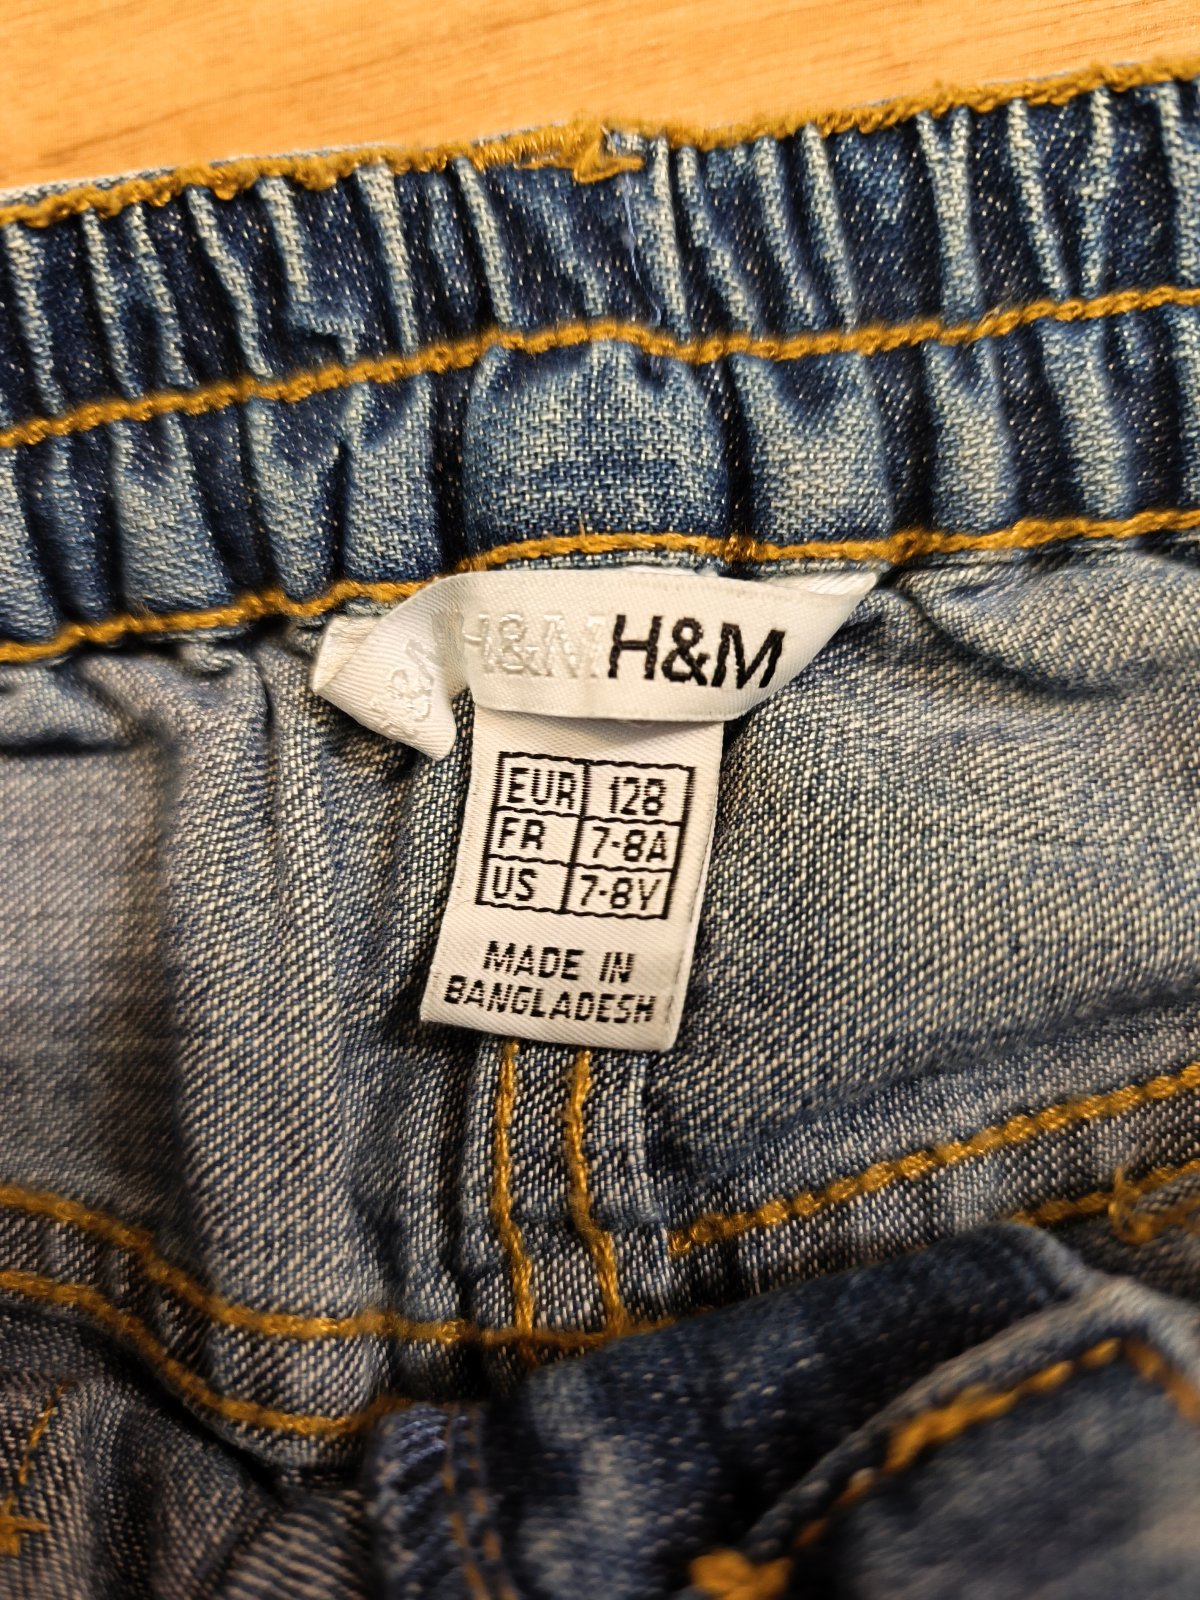 H&M H&M
EUR 128
FR 7-8A
US 7-8Y
MADE IN
BANGLADESH